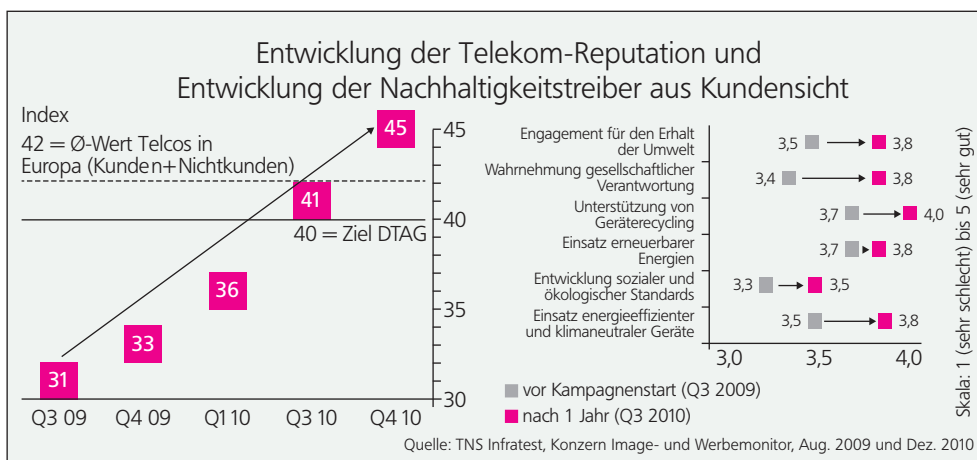 Entwicklung der Telekom-Reputation und
Entwicklung der Nachhaltigkeitstreiber aus Kundensicht
Index
42 = Ø-Wert Telcos in
Europa (Kunden+Nichtkunden)
45
45
41
40
40 = Ziel DTAG
36
35
33
31
30
Q3 09 Q4 09 Q1 10 Q3 10 Q4 10
Engagement für den Erhalt
der Umwelt
3,5 3,8
Wahrnehmung gesellschaftlicher
Verantwortung
3,4 3,8
Unterstützung von
Geräterecycling
3,7 4,0
Einsatz erneuerbarer
Energien
3,7 3,8
Entwicklung sozialer und
ökologischer Standards
3,3 3,5
Einsatz energieeffizienter
und klimaneutraler Geräte
3,5 3,8
3,0 3,5 4,0
Skala: 1 (sehr schlecht) bis 5 (sehr gut)
vor Kampagnenstart (Q3 2009)
nach 1 Jahr (Q3 2010)
Quelle: TNS Infratest, Konzern Image- und Werbemonitor, Aug. 2009 und Dez. 2010